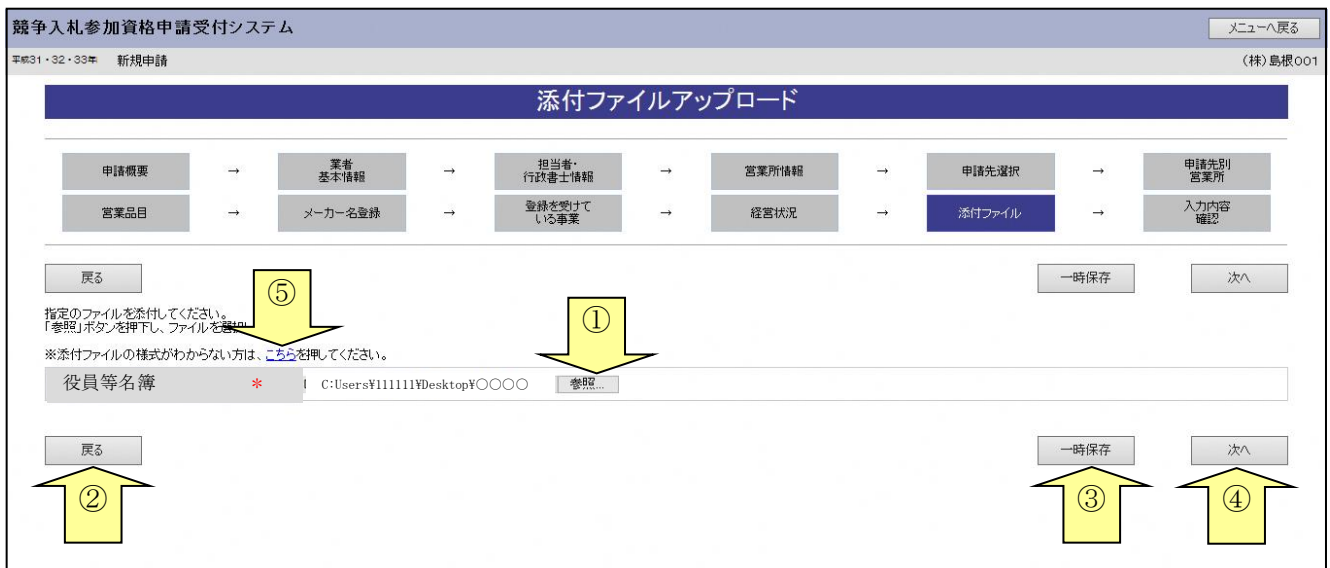 競争入札参加資格申請受付システム
メニューへ戻る
平成31・32・33年 新規申請
(株)島根001
添付ファイルアップロード
申請概要 → 業者基本情報 → 担当者・行政書士情報 → 営業所情報 → 申請先選択 → 申請先別営業所
営業品目 → メーカー名登録 → 登録を受けている事業 → 経営状況 → 添付ファイル → 入力内容確認
戻る
一時保存
次へ
⑤
①
指定のファイルを添付してください。
「参照」ボタンを押下し、ファイルを選択
※添付ファイルの様式がわからない方は、こちらを押してください。
役員等名簿 * C:Users¥111111¥Desktop¥○○○○ 参照...
戻る
一時保存
次へ
②
③
④